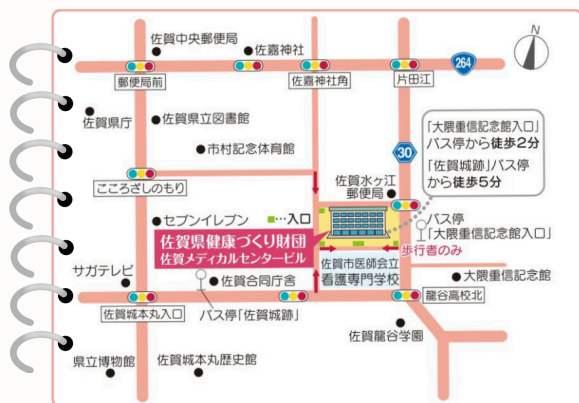 佐賀中央郵便局
佐嘉神社
N
264
郵便局前
佐嘉神社角
片田江
佐賀県庁
佐賀県立図書館
市村記念体育館
「大隈重信記念館入口」
バス停から徒歩2分
「佐賀城跡」バス停
から徒歩5分
30
こころざしのもり
佐賀水ヶ江
郵便局
セブンイレブン
…入口
バス停
「大隈重信記念館入口」
佐賀県健康づくり財団
佐賀メディカルセンタービル
歩行者のみ
サガテレビ
佐賀合同庁舎
佐賀市医師会立
看護専門学校
大隈重信記念館
佐賀城本丸入口
バス停「佐賀城跡」
龍谷高校北
佐賀龍谷学園
県立博物館
佐賀城本丸歴史館